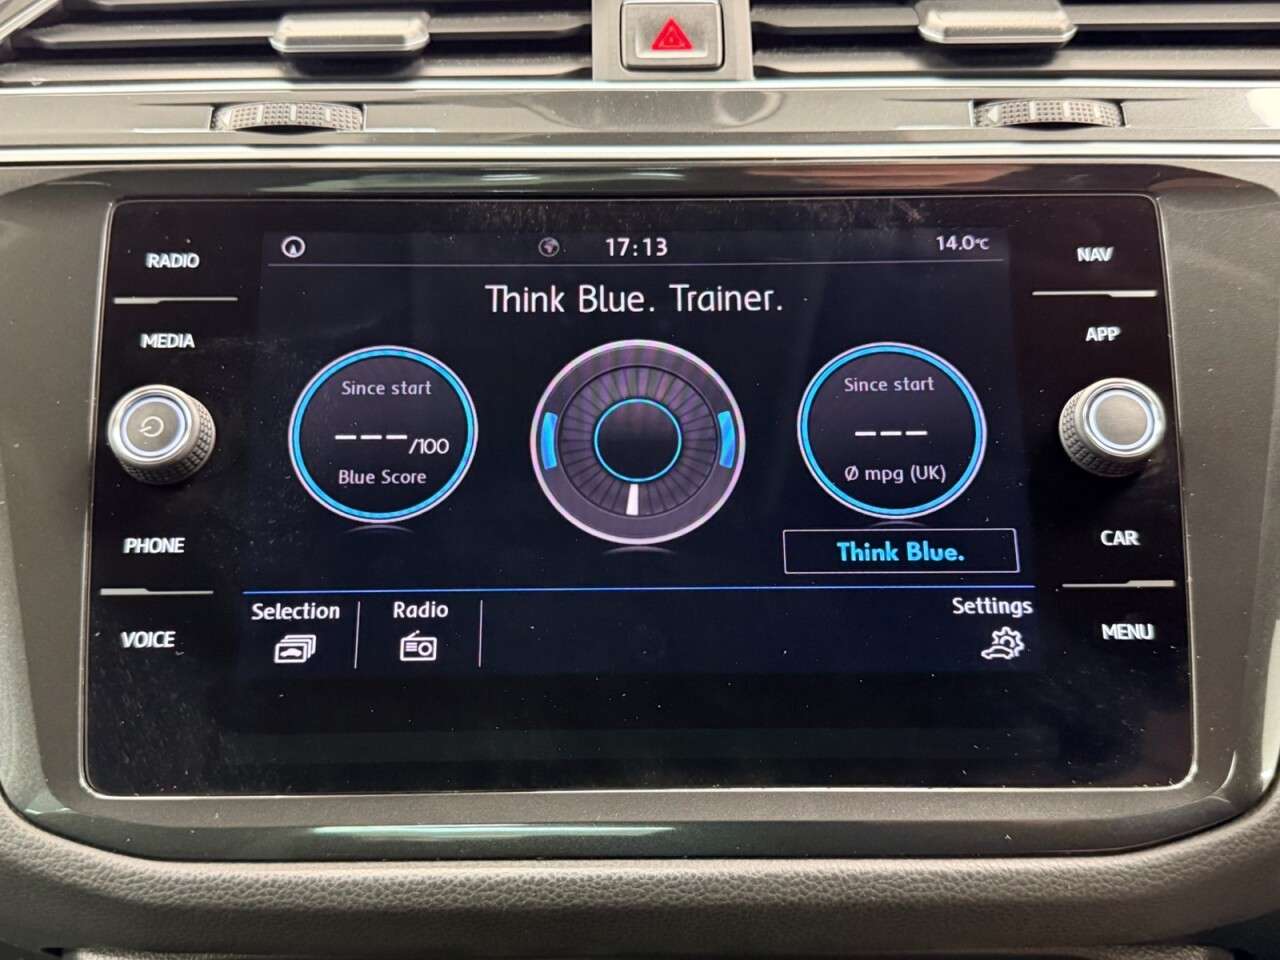 RADIO
MEDIA
PHONE
VOICE
17:13
14.0°C
Think Blue. Trainer.
Since start
---/100
Blue Score
Since start
---
Ø mpg (UK)
Think Blue.
Selection
Radio
Settings
NAV
APP
CAR
MENU